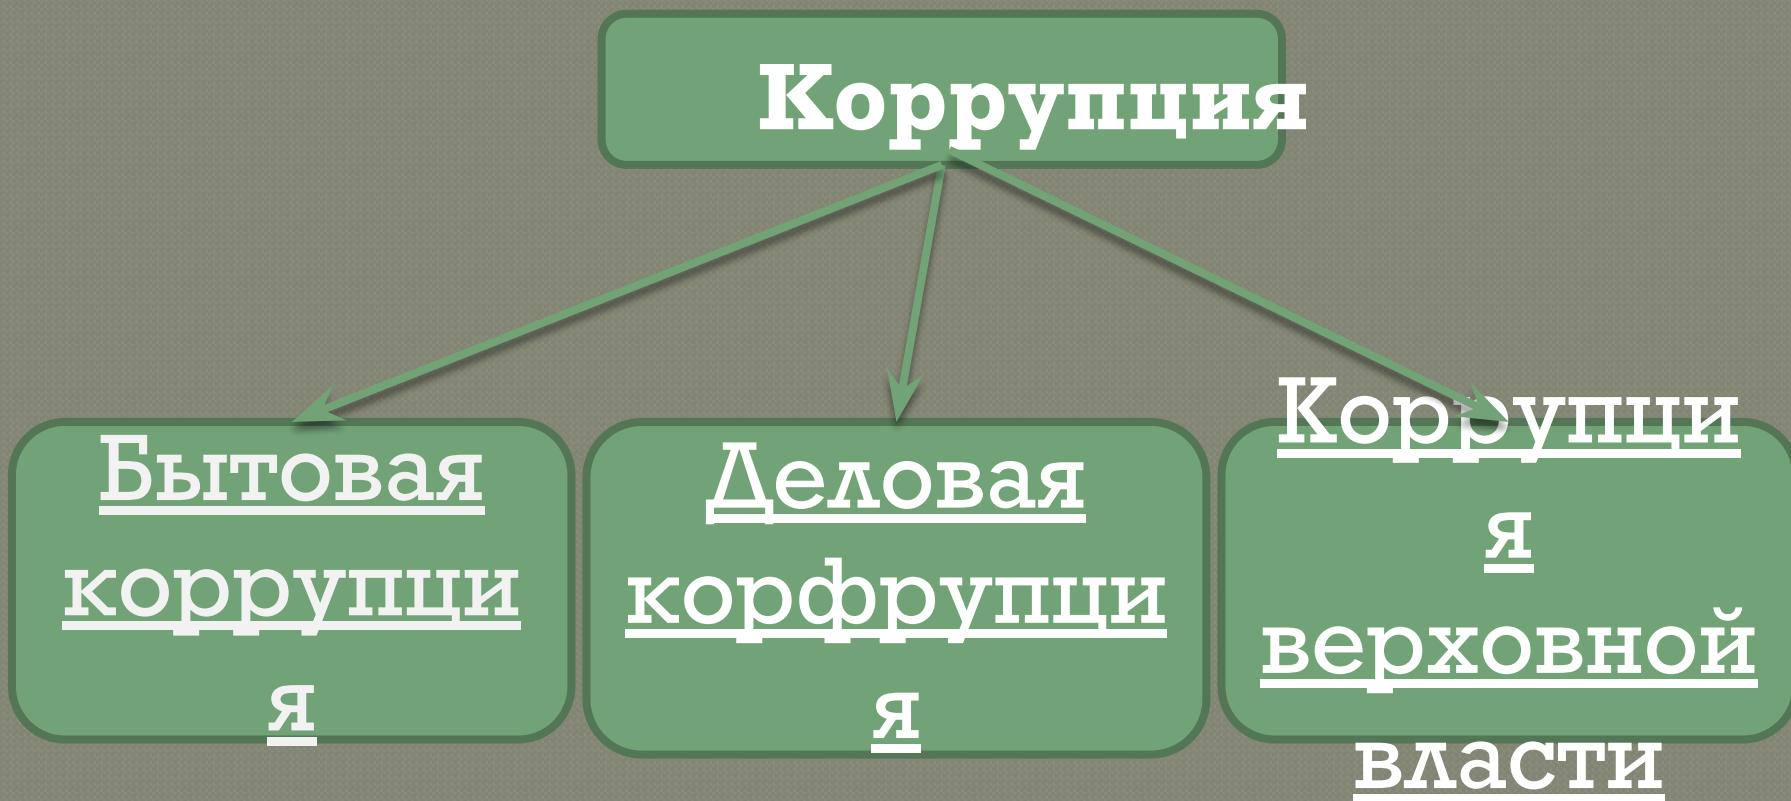 Коррупция
Бытовая
коррупци
я
Деловая
корфрупци
я
Коррупци
я
верховной
власти